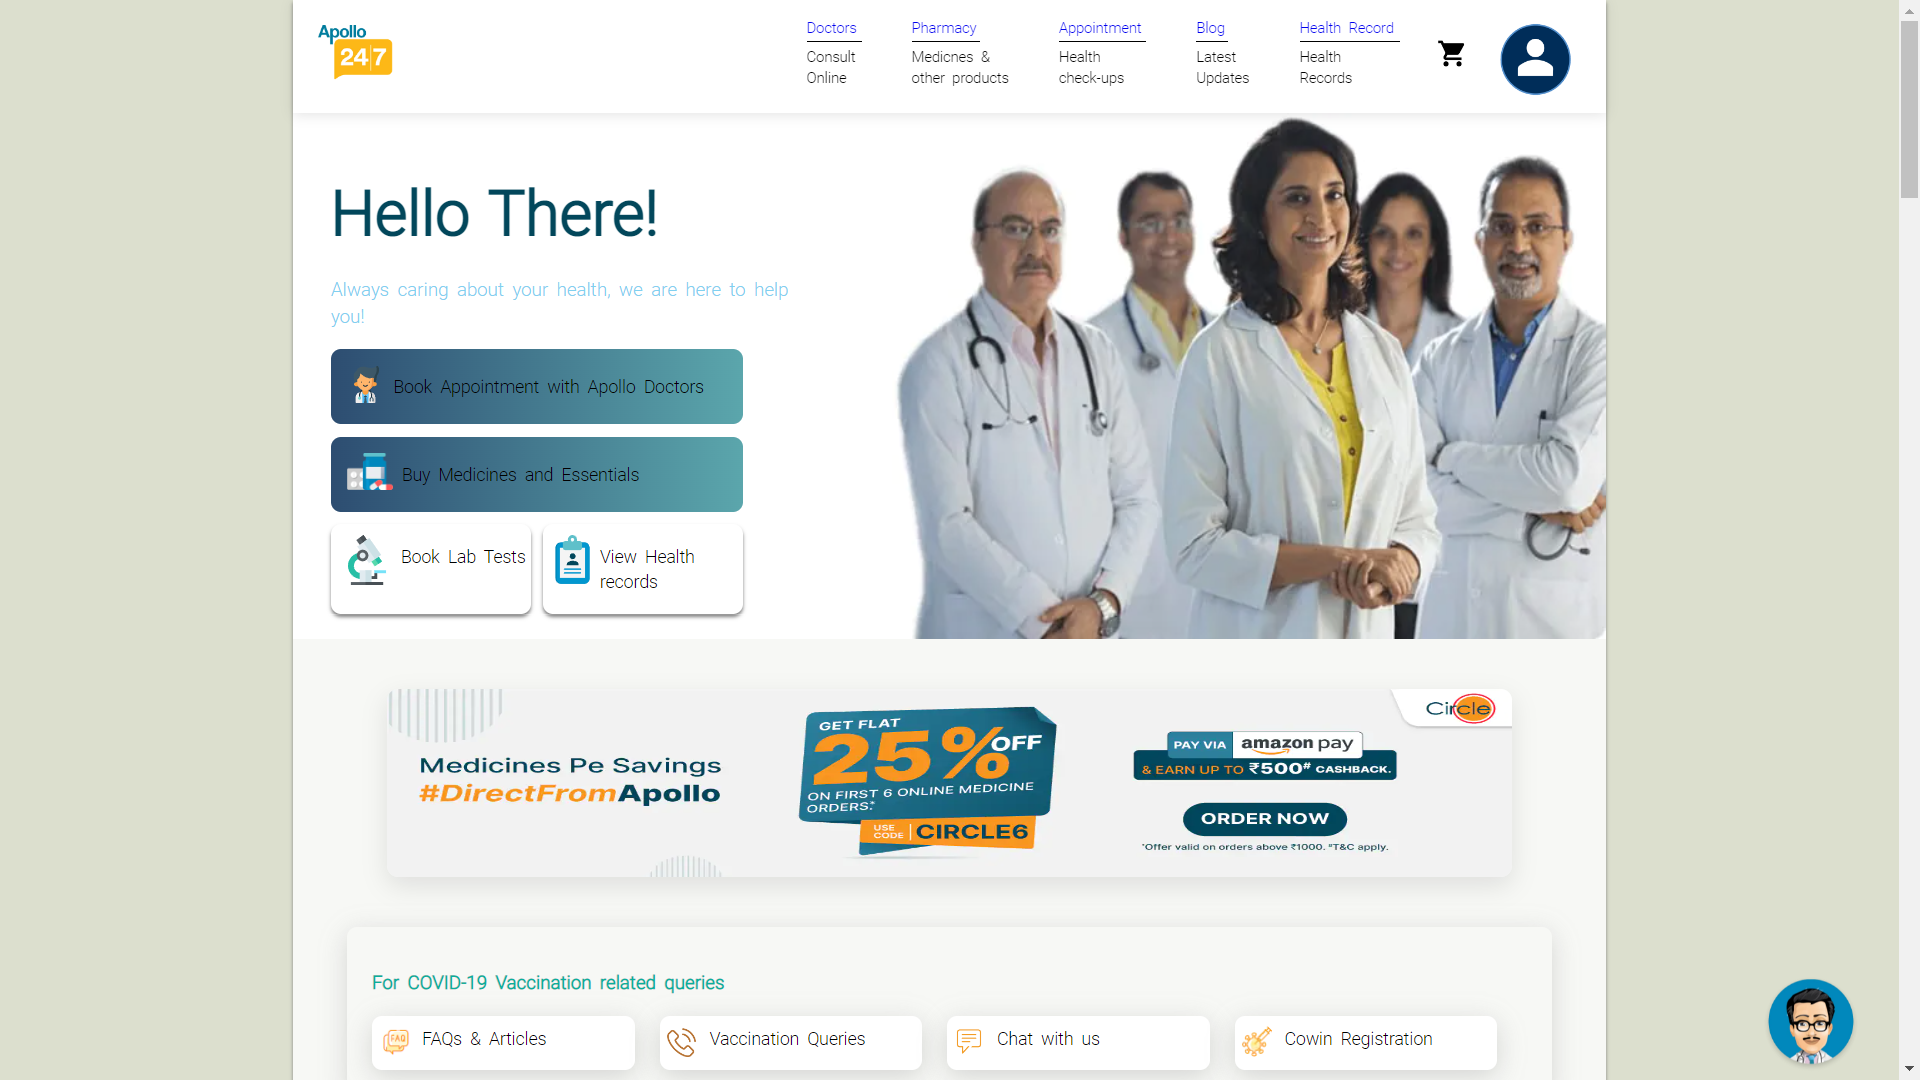 Apollo
24|7
Doctors
Consult
Online
Pharmacy
Medicnes &
other products
Appointment
Health
check-ups
Blog
Latest
Updates
Health Record
Health
Records
Hello There!
Always caring about your health, we are here to help
you!
Book Appointment with Apollo Doctors
Buy Medicines and Essentials
Book Lab Tests
View Health
records
Medicines Pe Savings
#DirectFromApollo
GET FLAT
25% OFF
ON FIRST 6 ONLINE MEDICINE
ORDERS.*
USE
CODE
CIRCLE6
Circle
PAY VIA amazon pay
& EARN UP TO ₹500# CASHBACK.
ORDER NOW
*Offer valid on orders above ₹1000. #T&C apply.
For COVID-19 Vaccination related queries
FAQ
FAQs & Articles
Vaccination Queries
Chat with us
Cowin Registration